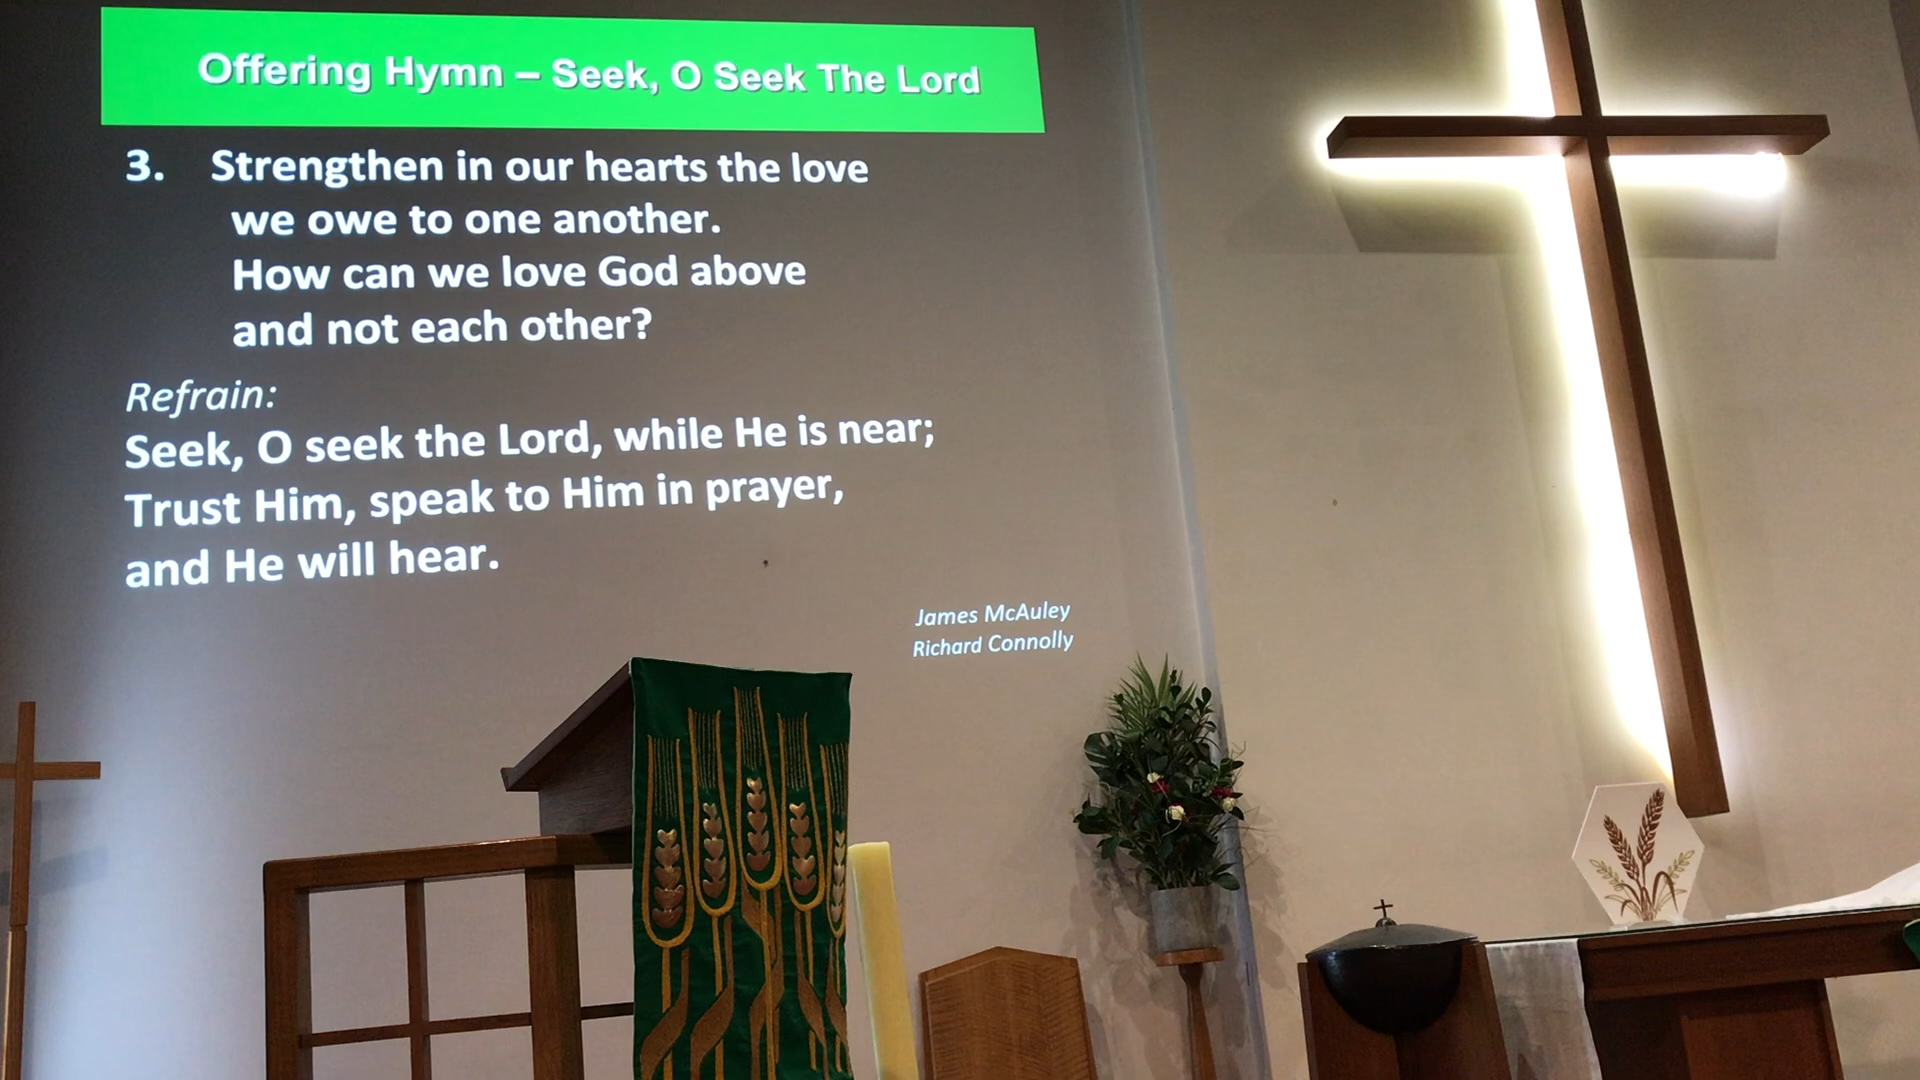 Offering Hymn – Seek, O Seek The Lord
3. Strengthen in our hearts the love
we owe to one another.
How can we love God above
and not each other?
Refrain:
Seek, O seek the Lord, while He is near;
Trust Him, speak to Him in prayer,
and He will hear.
James McAuley
Richard Connolly